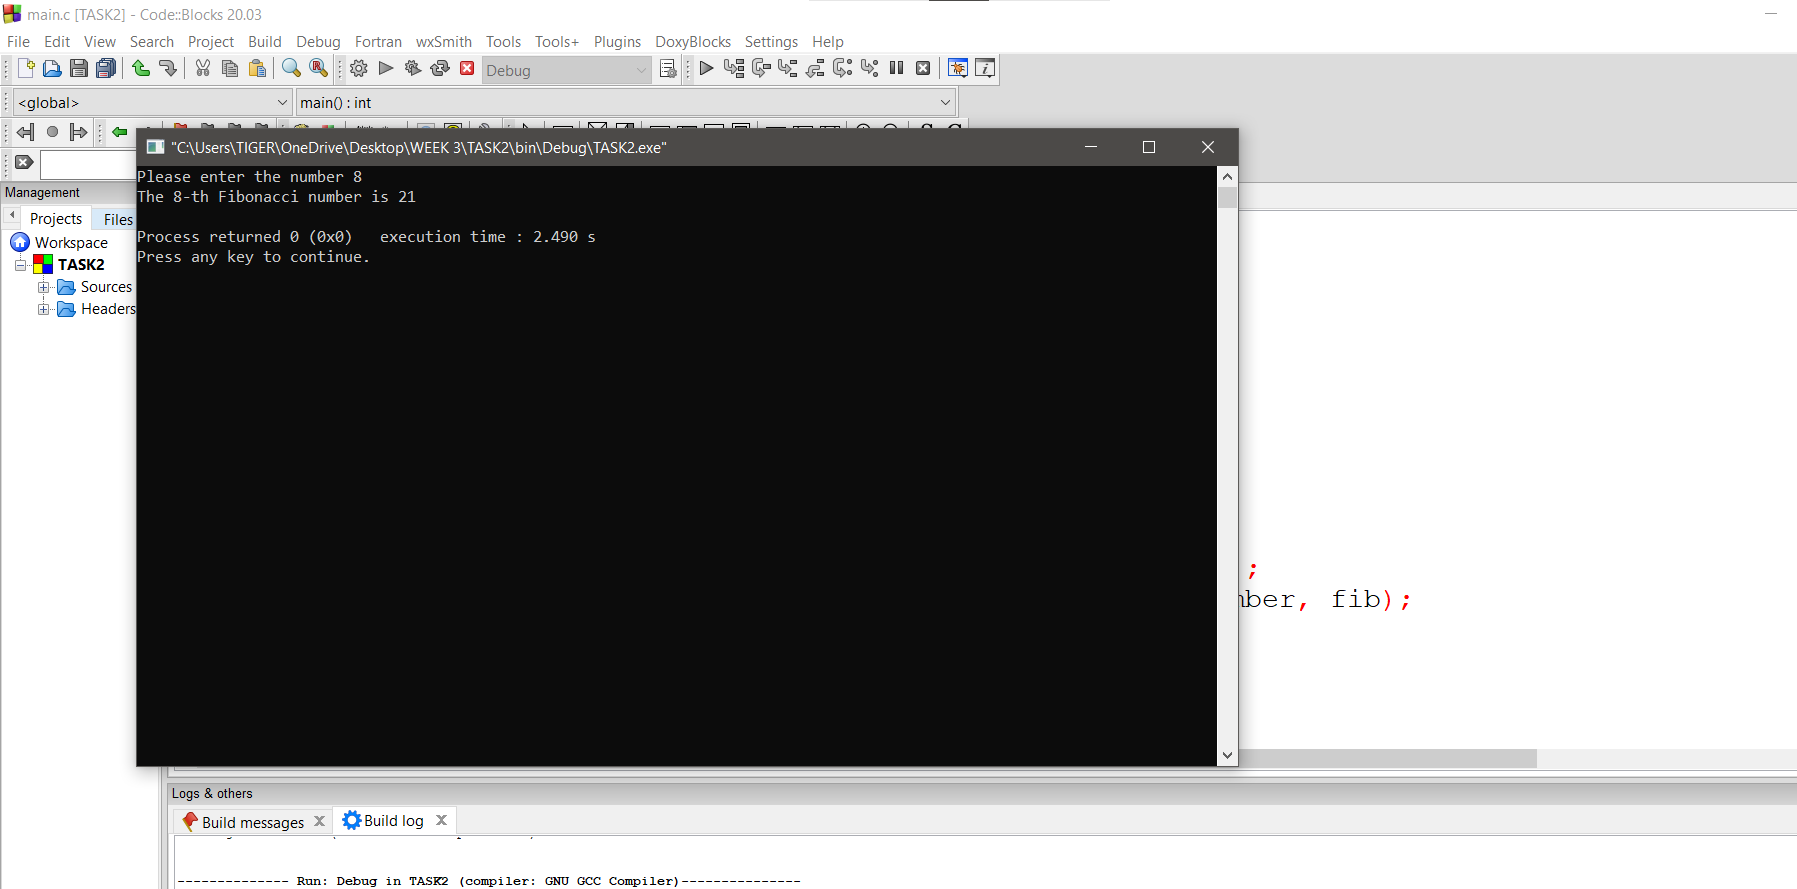 main.c [TASK2] - Code::Blocks 20.03
File Edit View Search Project Build Debug Fortran wxSmith Tools Tools+ Plugins DoxyBlocks Settings Help
Debug
<global> main() : int
"C:\Users\TIGER\OneDrive\Desktop\WEEK 3\TASK2\bin\Debug\TASK2.exe"
Please enter the number 8
The 8-th Fibonacci number is 21
Process returned 0 (0x0)   execution time : 2.490 s
Press any key to continue.
Management
Projects Files
Workspace
TASK2
Sources
Headers
;
, fib);
Logs & others
Build messages Build log
-------------- Run: Debug in TASK2 (compiler: GNU GCC Compiler)---------------